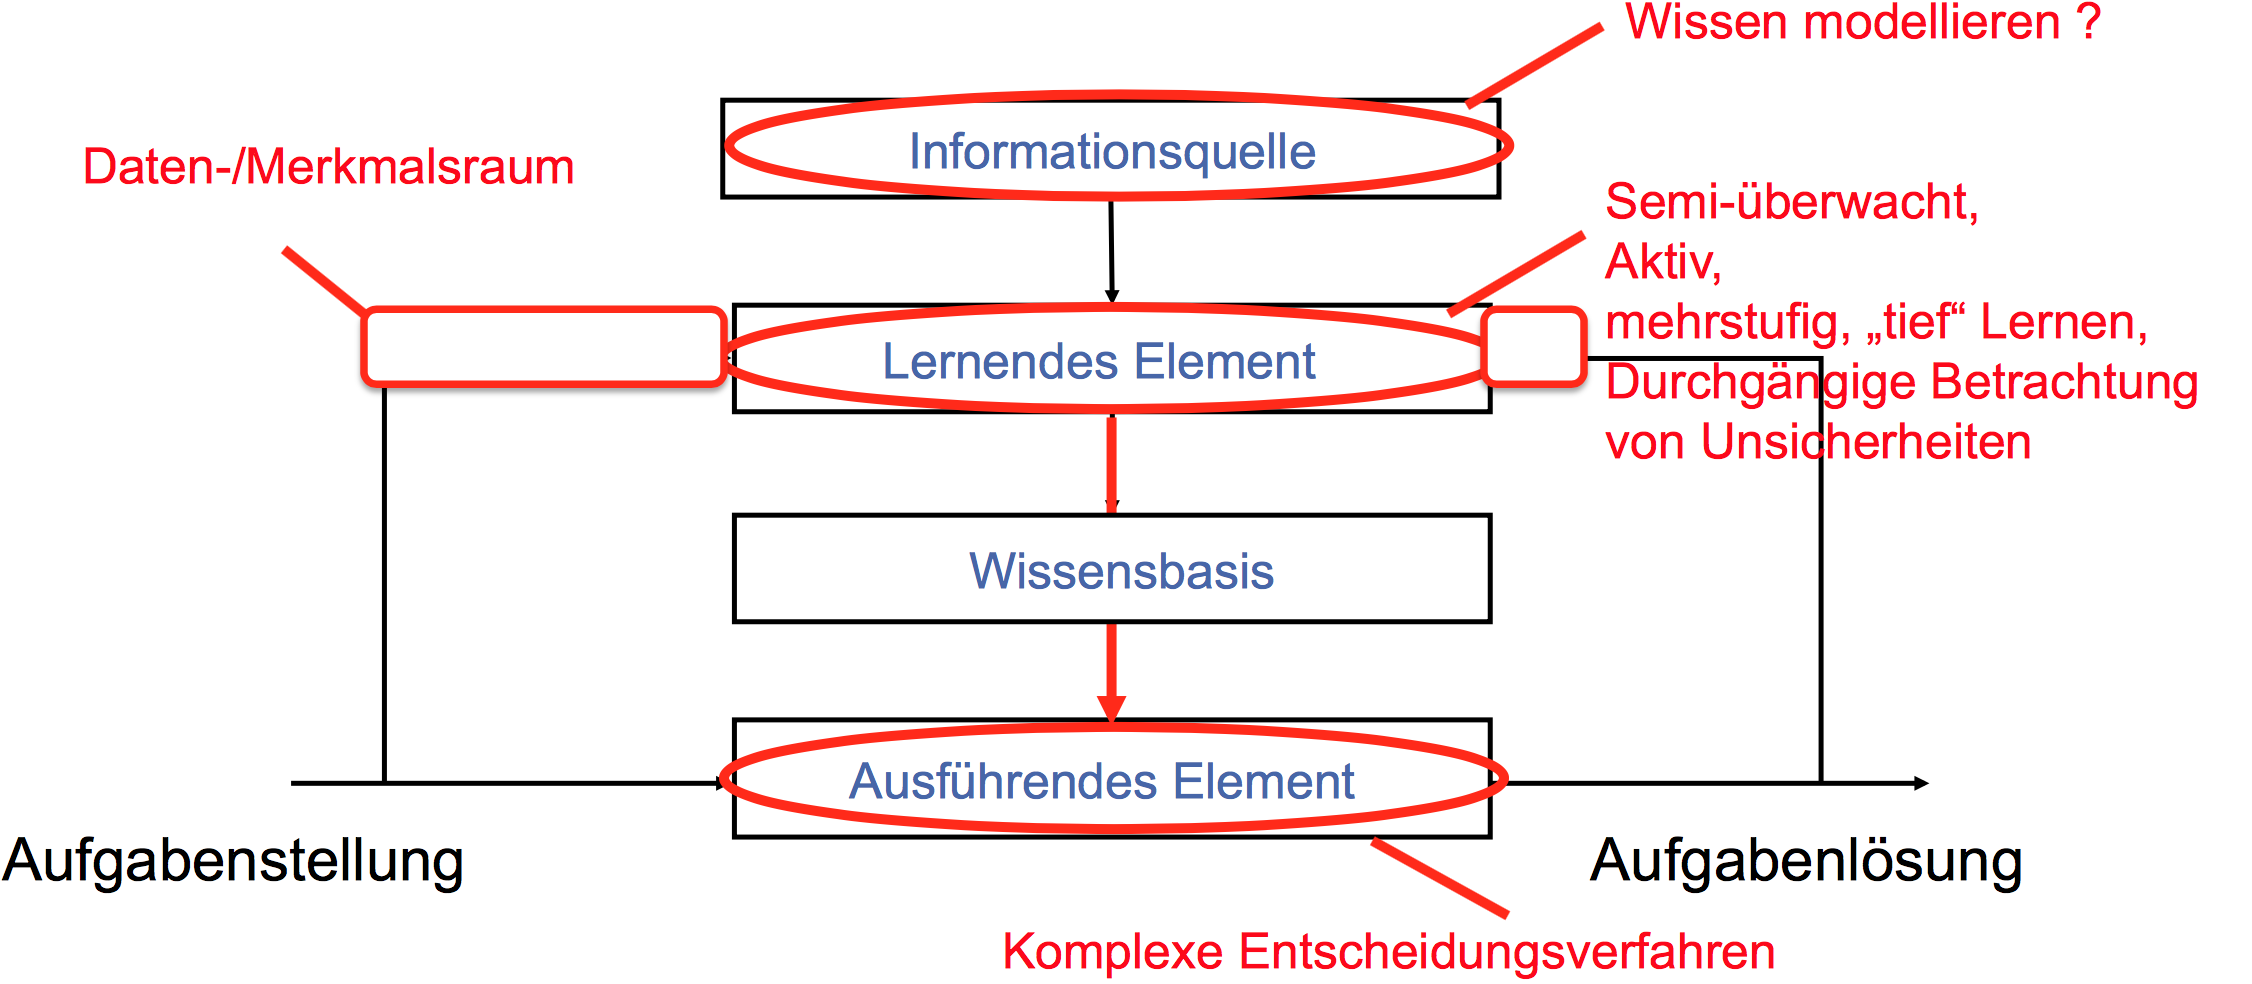 Wissen modellieren ?
Informationsquelle
Daten-/Merkmalsraum
Semi-überwacht,
Aktiv,
mehrstufig, „tief“ Lernen,
Durchgängige Betrachtung
von Unsicherheiten
Lernendes Element
Wissensbasis
Ausführendes Element
Aufgabenstellung
Aufgabenlösung
Komplexe Entscheidungsverfahren